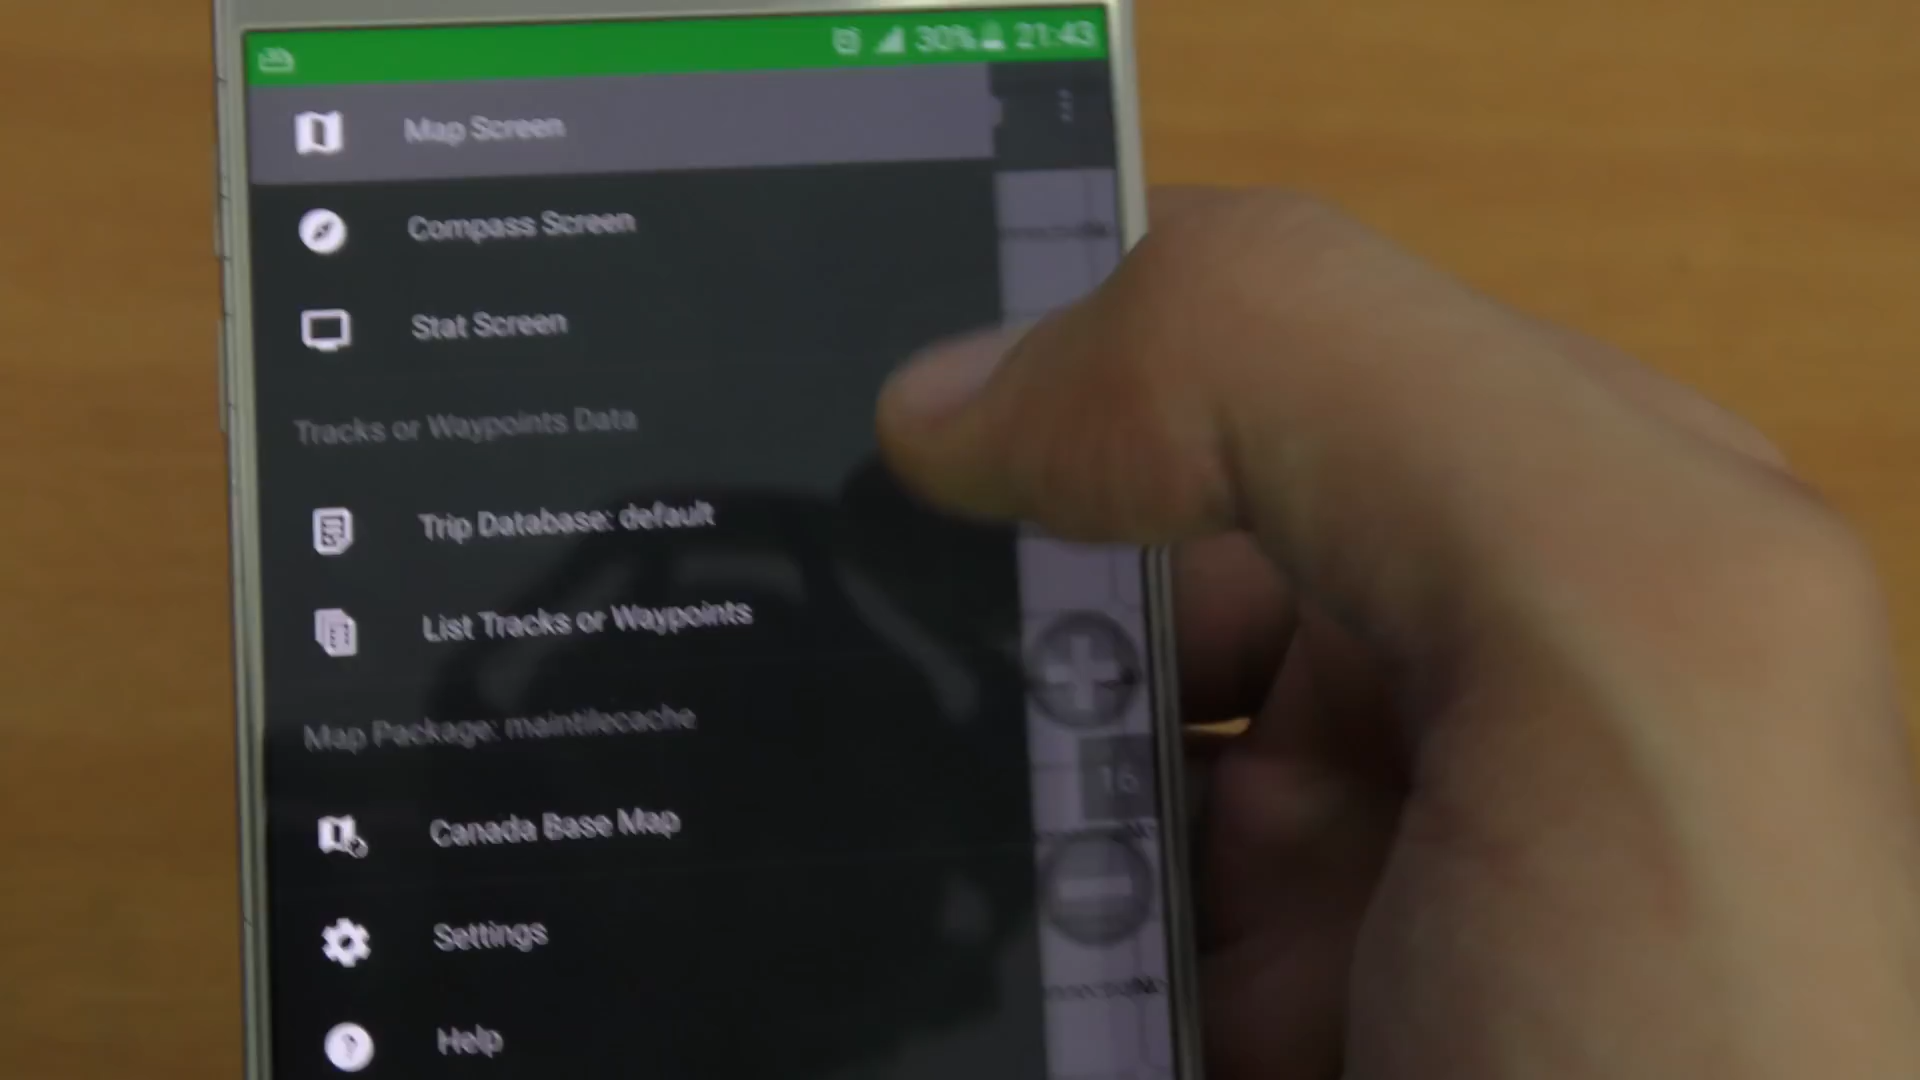 30% 21:43
Map Screen
Compass Screen
Stat Screen
Tracks or Waypoints Data
Trip Database: default
List Tracks or Waypoints
Map Package: maintilecache
16
Canada Base Map
Settings
Help